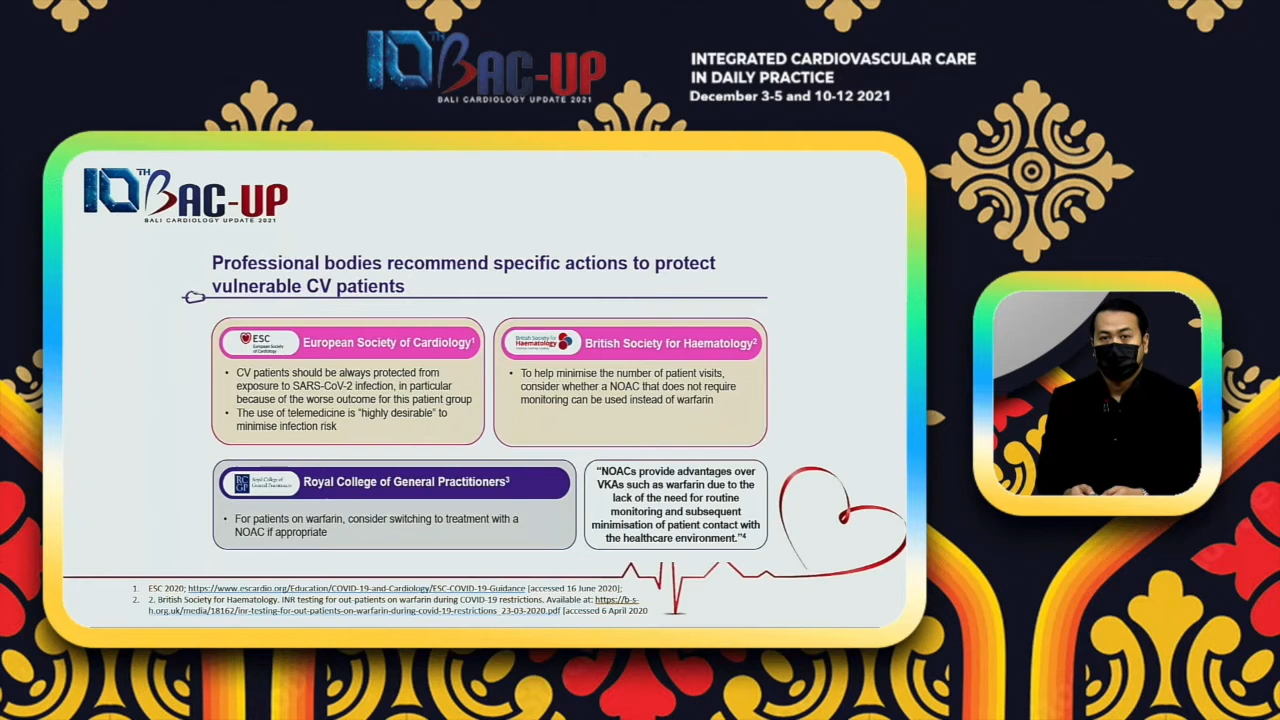 10TH BAC-UP
BALI CARDIOLOGY UPDATE 2021
INTEGRATED CARDIOVASCULAR CARE
IN DAILY PRACTICE
December 3-5 and 10-12 2021
10TH BAC-UP
BALI CARDIOLOGY UPDATE 2021
Professional bodies recommend specific actions to protect
vulnerable CV patients
ESC
European Society
of Cardiology
European Society of Cardiology1
• CV patients should be always protected from
exposure to SARS-CoV-2 infection, in particular
because of the worse outcome for this patient group
• The use of telemedicine is “highly desirable” to
minimise infection risk
British Society for
Haematology
British Society for Haematology2
• To help minimise the number of patient visits,
consider whether a NOAC that does not require
monitoring can be used instead of warfarin
RC
GP
Royal College of
General Practitioners
Royal College of General Practitioners3
• For patients on warfarin, consider switching to treatment with a
NOAC if appropriate
“NOACs provide advantages over
VKAs such as warfarin due to the
lack of the need for routine
monitoring and subsequent
minimisation of patient contact with
the healthcare environment.”4
1. ESC 2020; https://www.escardio.org/Education/COVID-19-and-Cardiology/ESC-COVID-19-Guidance [accessed 16 June 2020];
2. 2. British Society for Haematology. INR testing for out-patients on warfarin during COVID-19 restrictions. Available at: https://b-s-
h.org.uk/media/18162/inr-testing-for-out-patients-on-warfarin-during-covid-19-restrictions_23-03-2020.pdf [accessed 6 April 2020